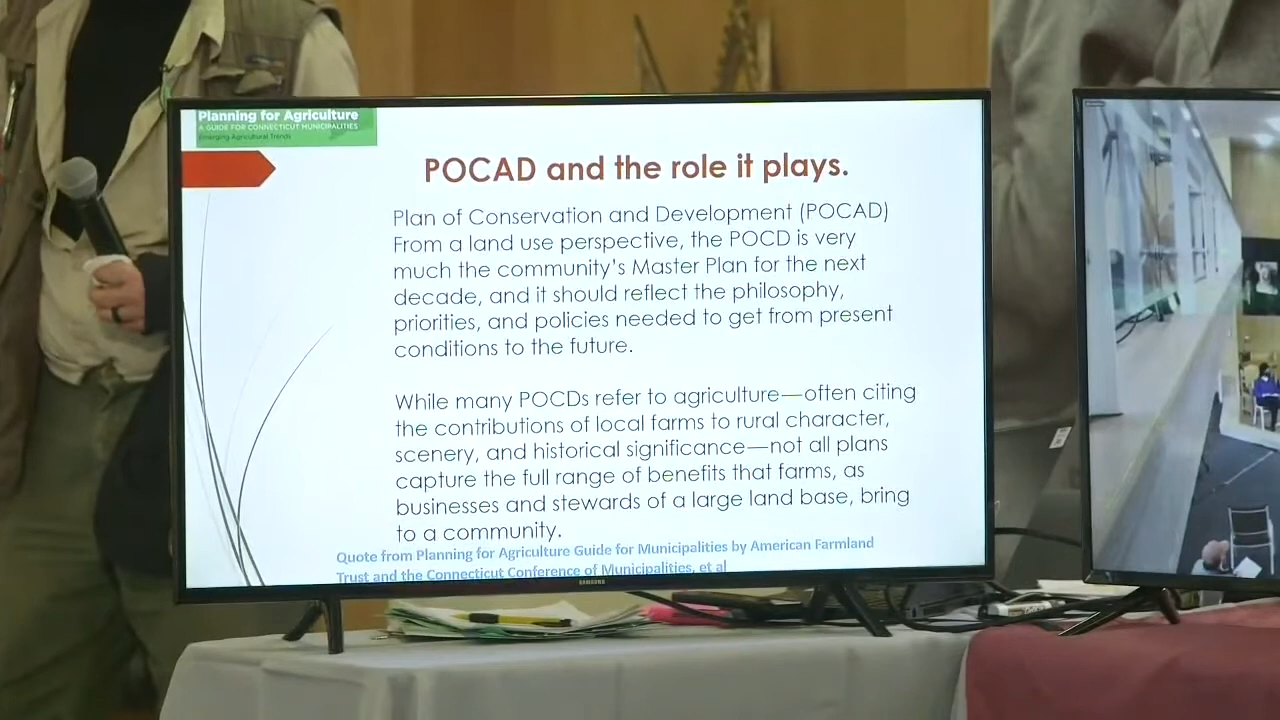 Planning for Agriculture
A GUIDE FOR CONNECTICUT MUNICIPALITIES
Emerging Agricultural Trends
POCAD and the role it plays.
Plan of Conservation and Development (POCAD)
From a land use perspective, the POCD is very
much the community's Master Plan for the next
decade, and it should reflect the philosophy,
priorities, and policies needed to get from present
conditions to the future.
While many POCDs refer to agriculture—often citing
the contributions of local farms to rural character,
scenery, and historical significance—not all plans
capture the full range of benefits that farms, as
businesses and stewards of a large land base, bring
to a community.
Quote from Planning for Agriculture Guide for Municipalities by American Farmland
Trust and the Connecticut Conference of Municipalities, et al
SAMSUNG